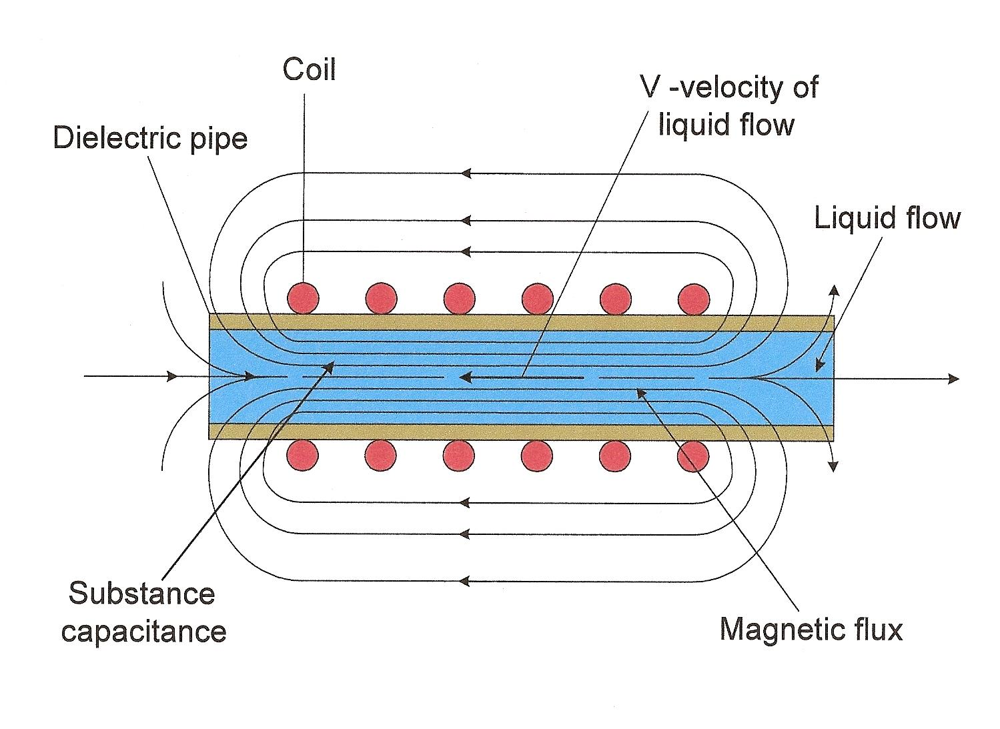 Coil
V -velocity of
liquid flow
Dielectric pipe
Liquid flow
Substance
capacitance
Magnetic flux